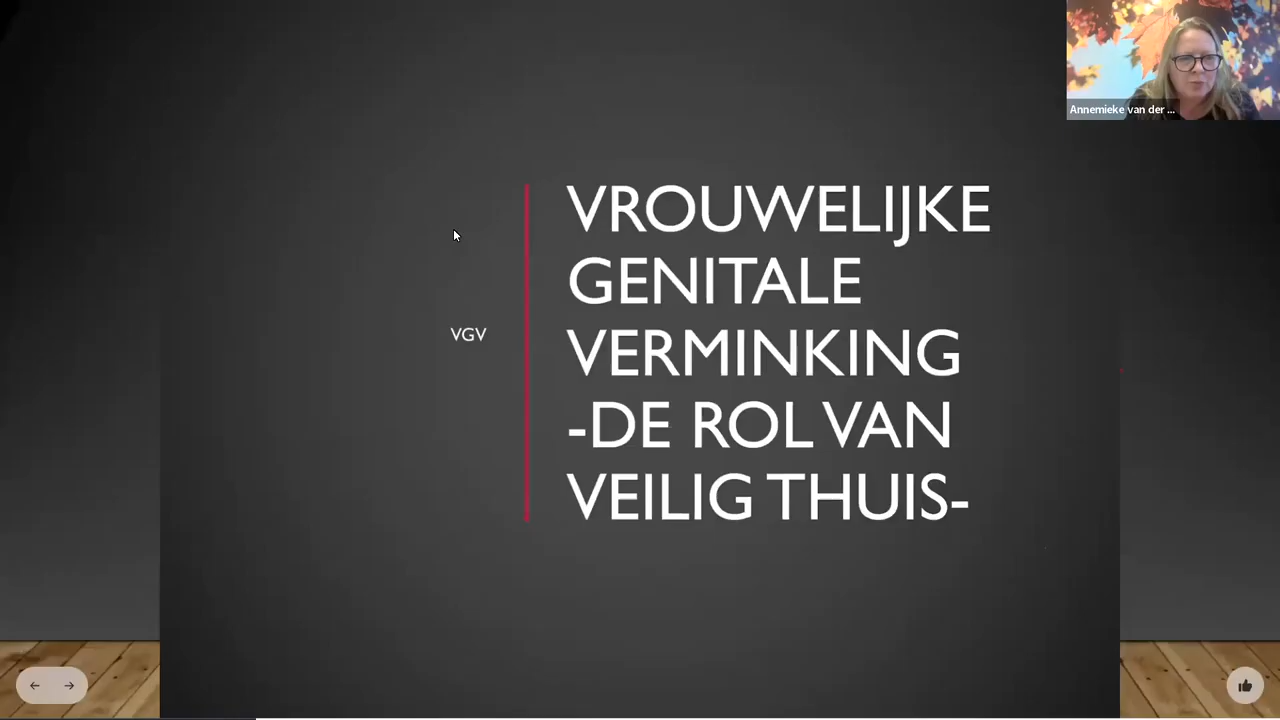 Annemieke van der ...
VROUWELIJKE
GENITALE
VERMINKING
-DE ROL VAN
VEILIG THUIS-
VGV